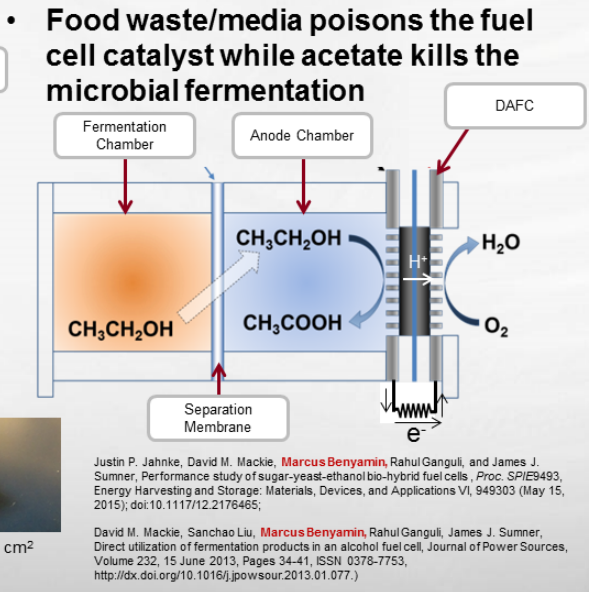 • Food waste/media poisons the fuel
cell catalyst while acetate kills the
microbial fermentation
DAFC
Fermentation
Chamber
Anode Chamber
CH₃CH₂OH
H₂O
H⁺
CH₃CH₂OH
CH₃COOH
O₂
Separation
Membrane
e⁻
Justin P. Jahnke, David M. Mackie, Marcus Benyamin, Rahul Ganguli, and James J.
Sumner, Performance study of sugar-yeast-ethanol bio-hybrid fuel cells , Proc. SPIE9493,
Energy Harvesting and Storage: Materials, Devices, and Applications VI, 949303 (May 15,
2015); doi:10.1117/12.2176465;
cm²
David M. Mackie, Sanchao Liu, Marcus Benyamin, Rahul Ganguli, James J. Sumner,
Direct utilization of fermentation products in an alcohol fuel cell, Journal of Power Sources,
Volume 232, 15 June 2013, Pages 34-41, ISSN 0378-7753,
http://dx.doi.org/10.1016/j.jpowsour.2013.01.077.)